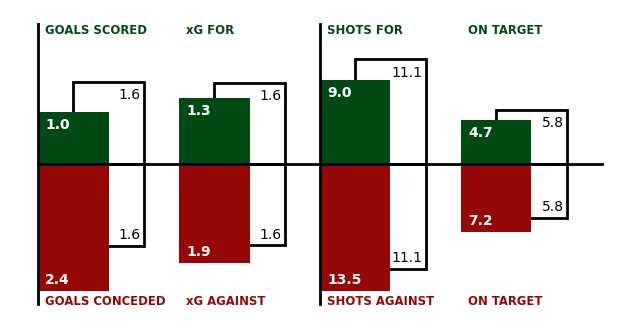 GOALS SCORED xG FOR SHOTS FOR ON TARGET
1.6 1.6 11.1 5.8
1.0 1.3 9.0 4.7
1.6 1.6 11.1 5.8
2.4 1.9 13.5 7.2
GOALS CONCEDED xG AGAINST SHOTS AGAINST ON TARGET